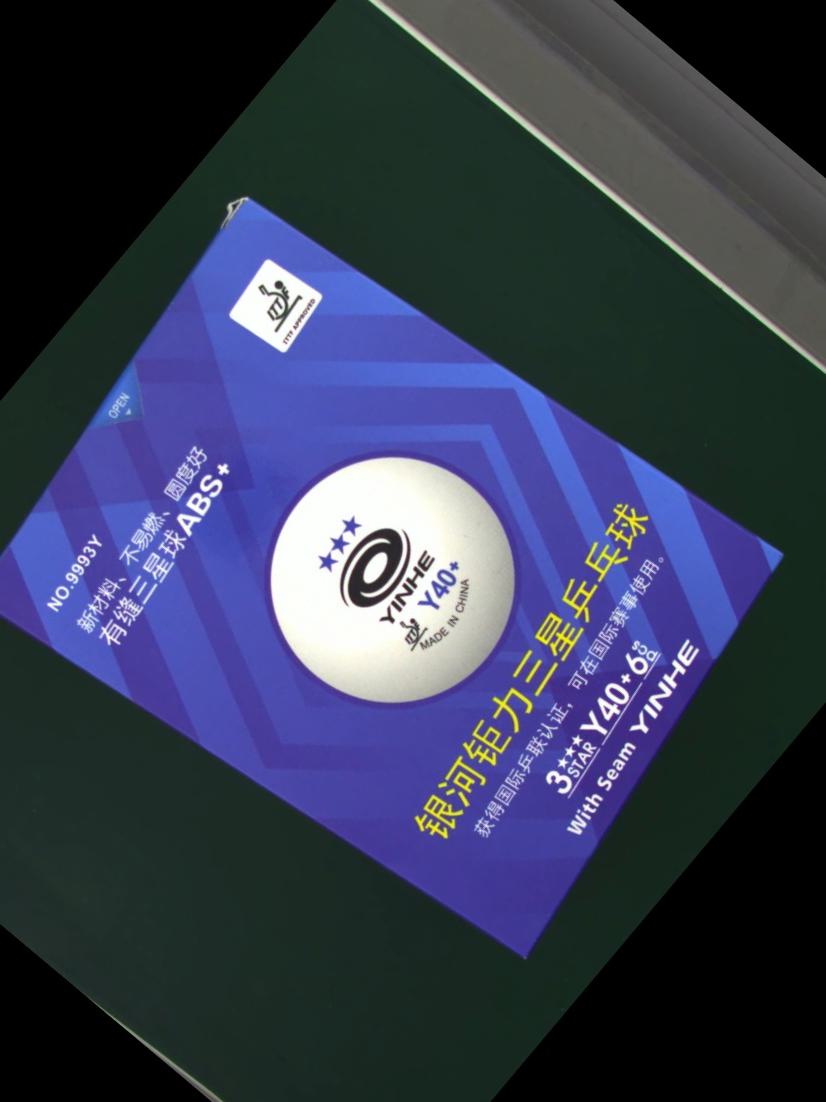 ITTF
ITTF APPROVED
OPEN
NO.9993Y
新材料、不易燃、圆度好
有缝三星球ABS+
★★★
YINHE
Y40+
MADE IN CHINA
银河钜力三星乒乓球
获得国际乒联认证，可在国际赛事使用。
3★★★STAR Y40+6只
With Seam YINHE